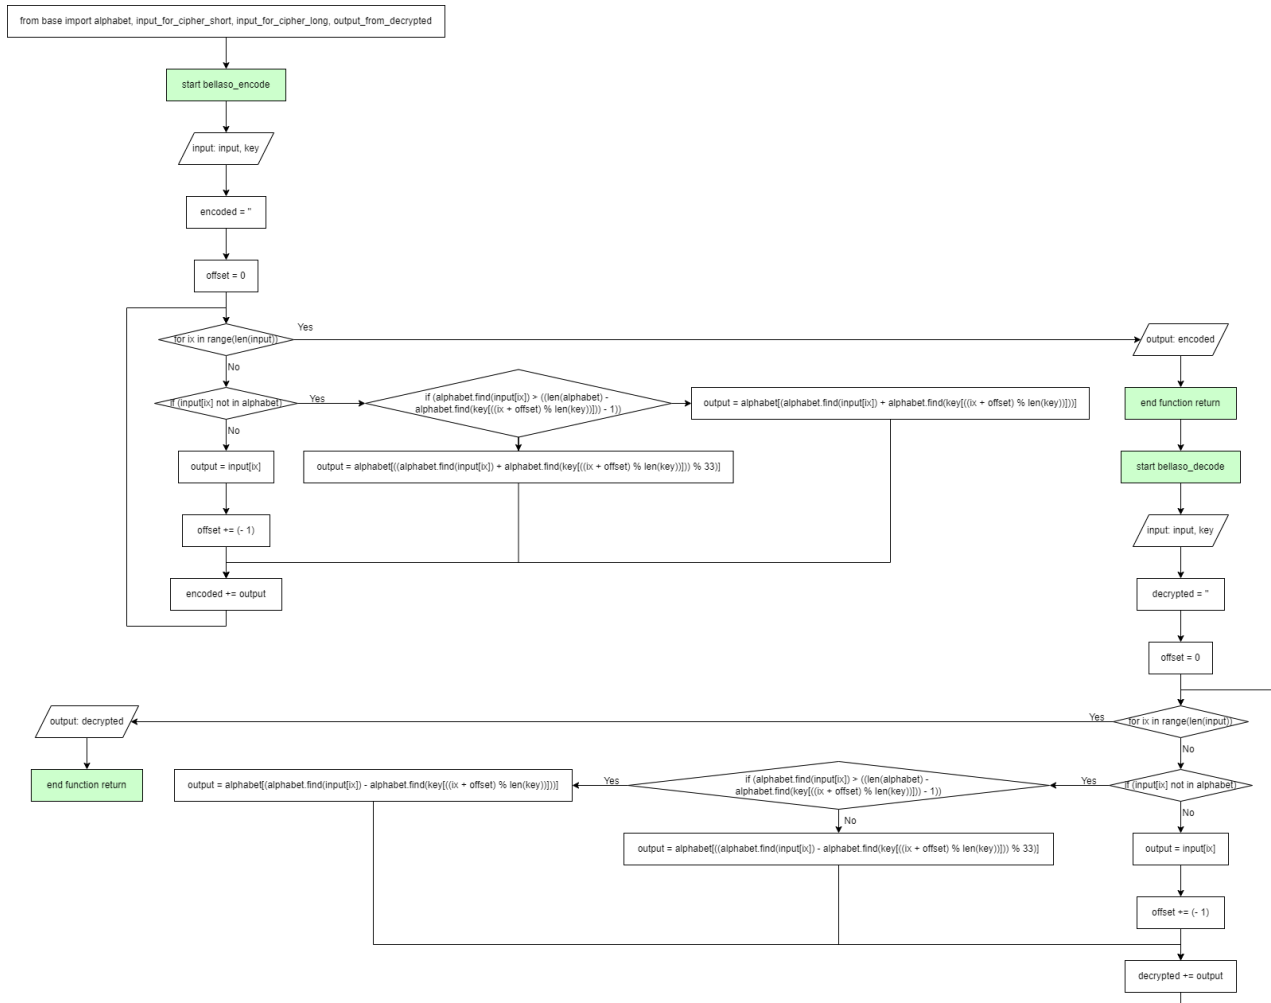 from base import alphabet, input_for_cipher_short, input_for_cipher_long, output_from_decrypted
start bellaso_encode
input: input, key
encoded = ''
offset = 0
for ix in range(len(input))
Yes
No
if (input[ix] not in alphabet)
Yes
No
if (alphabet.find(input[ix]) > ((len(alphabet) -
alphabet.find(key[((ix + offset) % len(key))])) - 1))
output = alphabet[(alphabet.find(input[ix]) + alphabet.find(key[((ix + offset) % len(key))]))]
output = input[ix]
output = alphabet[((alphabet.find(input[ix]) + alphabet.find(key[((ix + offset) % len(key))])) % 33)]
offset += (- 1)
encoded += output
output: encoded
end function return
start bellaso_decode
input: input, key
decrypted = ''
offset = 0
for ix in range(len(input))
Yes
No
output: decrypted
end function return
if (input[ix] not in alphabet)
Yes
No
if (alphabet.find(input[ix]) > ((len(alphabet) -
alphabet.find(key[((ix + offset) % len(key))])) - 1))
Yes
No
output = alphabet[(alphabet.find(input[ix]) - alphabet.find(key[((ix + offset) % len(key))]))]
output = alphabet[((alphabet.find(input[ix]) - alphabet.find(key[((ix + offset) % len(key))])) % 33)]
output = input[ix]
offset += (- 1)
decrypted += output